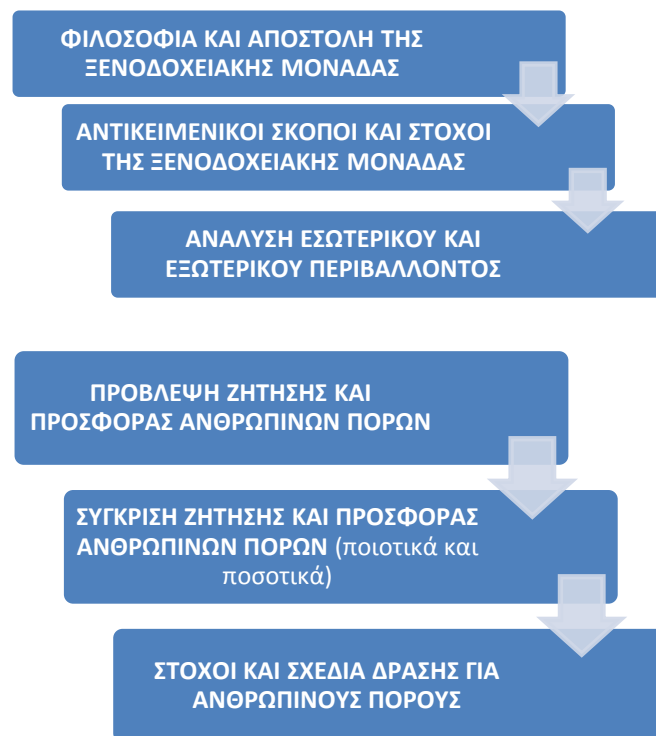 ΦΙΛΟΣΟΦΙΑ ΚΑΙ ΑΠΟΣΤΟΛΗ ΤΗΣ
ΞΕΝΟΔΟΧΕΙΑΚΗΣ ΜΟΝΑΔΑΣ
ΑΝΤΙΚΕΙΜΕΝΙΚΟΙ ΣΚΟΠΟΙ ΚΑΙ ΣΤΟΧΟΙ
ΤΗΣ ΞΕΝΟΔΟΧΕΙΑΚΗΣ ΜΟΝΑΔΑΣ
ΑΝΑΛΥΣΗ ΕΣΩΤΕΡΙΚΟΥ ΚΑΙ
ΕΞΩΤΕΡΙΚΟΥ ΠΕΡΙΒΑΛΛΟΝΤΟΣ
ΠΡΟΒΛΕΨΗ ΖΗΤΗΣΗΣ ΚΑΙ
ΠΡΟΣΦΟΡΑΣ ΑΝΘΡΩΠΙΝΩΝ ΠΟΡΩΝ
ΣΥΓΚΡΙΣΗ ΖΗΤΗΣΗΣ ΚΑΙ ΠΡΟΣΦΟΡΑΣ
ΑΝΘΡΩΠΙΝΩΝ ΠΟΡΩΝ (ποιοτικά και
ποσοτικά)
ΣΤΟΧΟΙ ΚΑΙ ΣΧΕΔΙΑ ΔΡΑΣΗΣ ΓΙΑ
ΑΝΘΡΩΠΙΝΟΥΣ ΠΟΡΟΥΣ